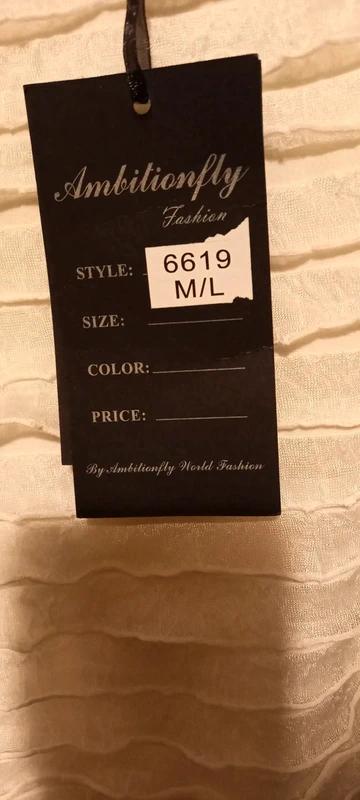 Ambitionfly
Fashion
STYLE: 6619
M/L
SIZE:
COLOR:
PRICE:
By Ambitionfly World Fashion